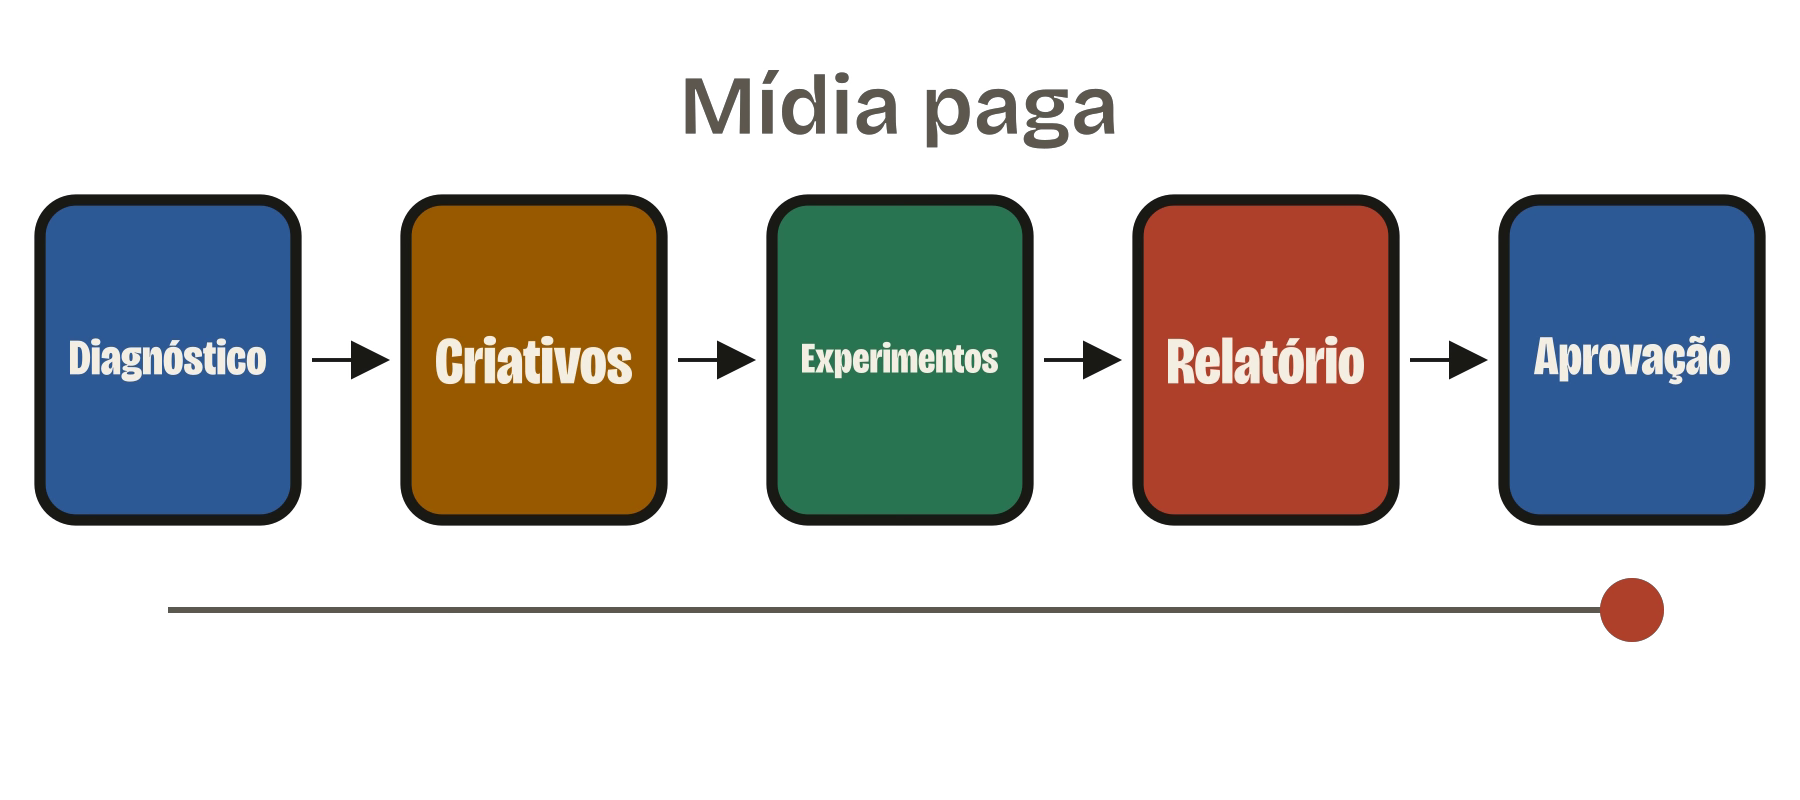 Mídia paga
Diagnóstico
Criativos
Experimentos
Relatório
Aprovação